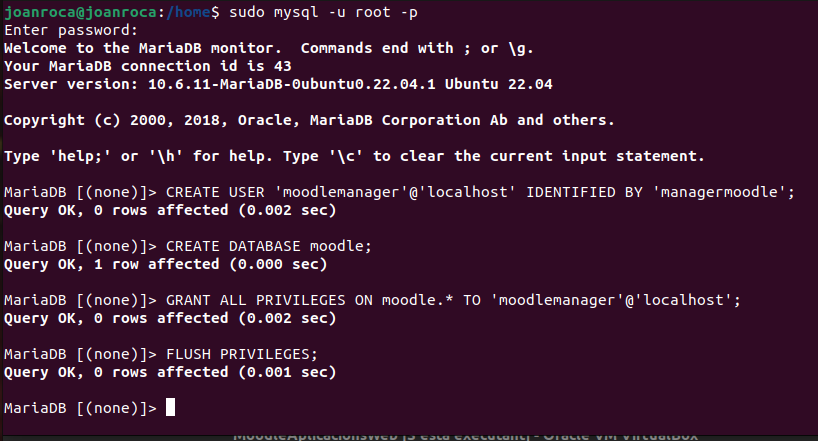 joanroca@joanroca:/home$ sudo mysql -u root -p
Enter password:
Welcome to the MariaDB monitor.  Commands end with ; or \g.
Your MariaDB connection id is 43
Server version: 10.6.11-MariaDB-0ubuntu0.22.04.1 Ubuntu 22.04

Copyright (c) 2000, 2018, Oracle, MariaDB Corporation Ab and others.

Type 'help;' or '\h' for help. Type '\c' to clear the current input statement.

MariaDB [(none)]> CREATE USER 'moodlemanager'@'localhost' IDENTIFIED BY 'managermoodle';
Query OK, 0 rows affected (0.002 sec)

MariaDB [(none)]> CREATE DATABASE moodle;
Query OK, 1 row affected (0.000 sec)

MariaDB [(none)]> GRANT ALL PRIVILEGES ON moodle.* TO 'moodlemanager'@'localhost';
Query OK, 0 rows affected (0.002 sec)

MariaDB [(none)]> FLUSH PRIVILEGES;
Query OK, 0 rows affected (0.001 sec)

MariaDB [(none)]>
MoodleAplicacionsWeb [S'està executant] - Oracle VM VirtualBox